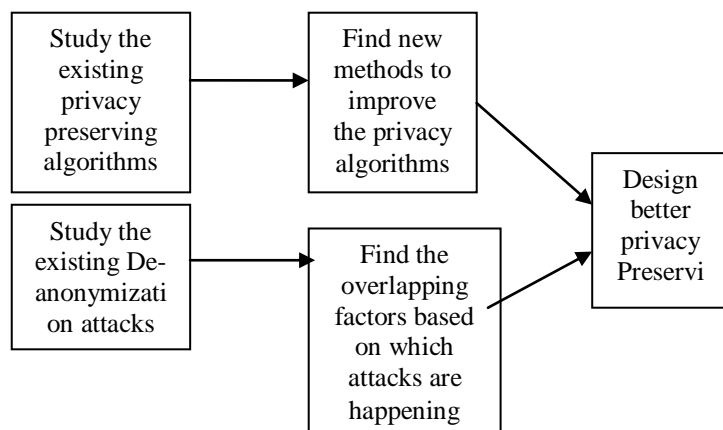 Study the
existing
privacy
preserving
algorithms
Find new
methods to
improve
the privacy
algorithms
Study the
existing De-
anonymizati
on attacks
Find the
overlapping
factors based
on which
attacks are
happening
Design
better
privacy
Preservi